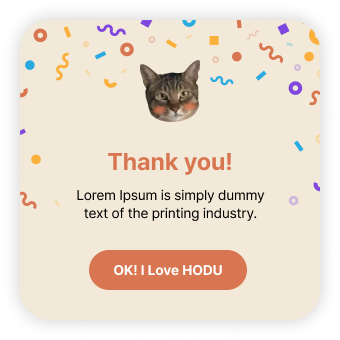 Thank you!
Lorem Ipsum is simply dummy
text of the printing industry.
OK! I Love HODU